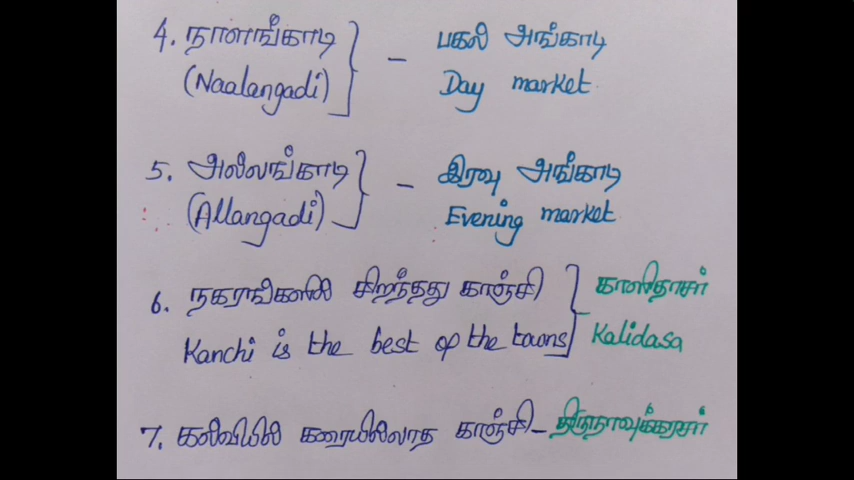 4. நாளங்காடி } – பகல் அங்காடி
(Naalangadi) Day market
5. அல்லங்காடி } – இரவு அங்காடி
(Allangadi) Evening market
6. நகரங்களில் சிறந்தது காஞ்சி } காளிதாசர்
Kanchi is the best of the towns Kalidasa
7. கல்வியில் கரையில்லாத காஞ்சி – திருநாவுக்கரசர்